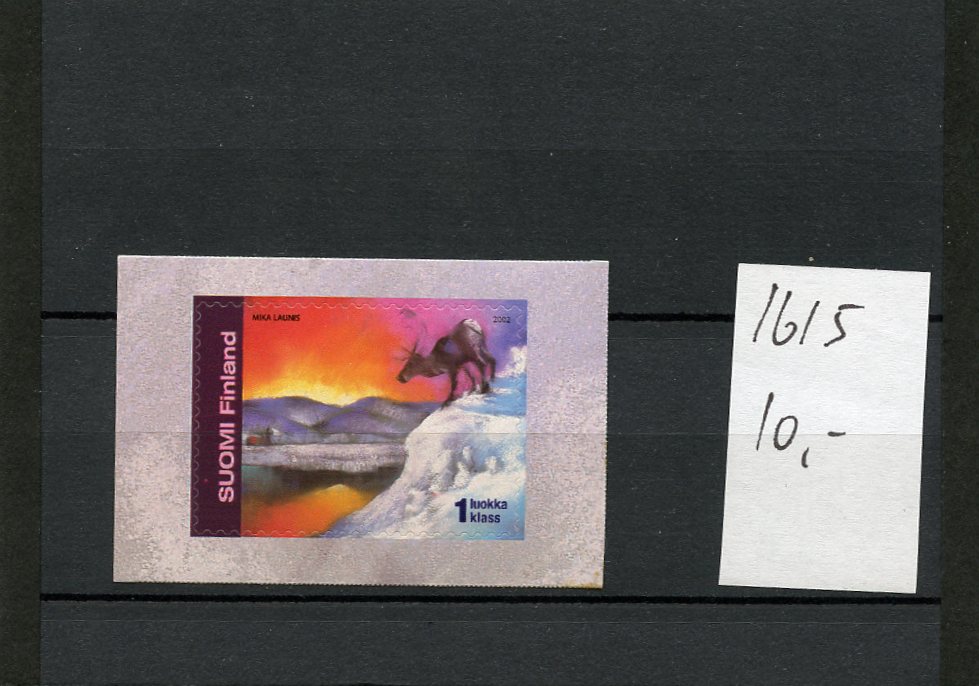 MIKA LAUNIS
2002
SUOMI Finland
1 luokka
klass
1615
10,-